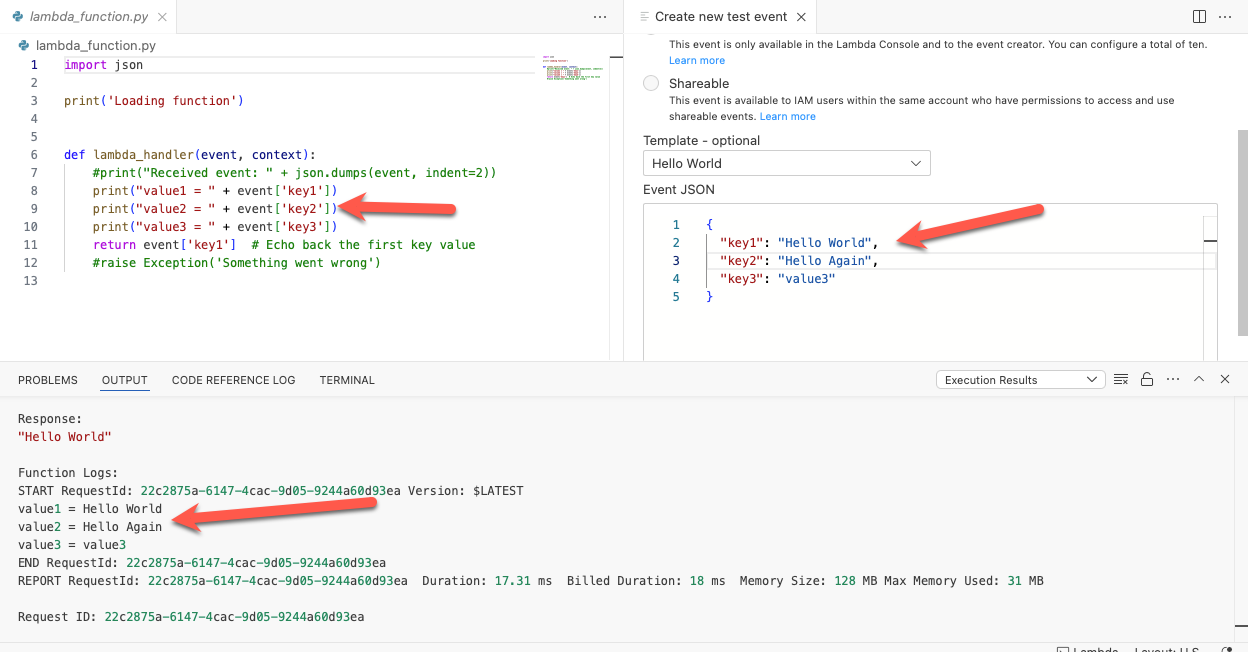 lambda_function.py
Create new test event
lambda_function.py
1 import json
2
3 print('Loading function')
4
5
6 def lambda_handler(event, context):
7 #print("Received event: " + json.dumps(event, indent=2))
8 print("value1 = " + event['key1'])
9 print("value2 = " + event['key2'])
10 print("value3 = " + event['key3'])
11 return event['key1']  # Echo back the first key value
12 #raise Exception('Something went wrong')
13
This event is only available in the Lambda Console and to the event creator. You can configure a total of ten.
Learn more
Shareable
This event is available to IAM users within the same account who have permissions to access and use
shareable events. Learn more
Template - optional
Hello World
Event JSON
1 {
2 "key1": "Hello World",
3 "key2": "Hello Again",
4 "key3": "value3"
5 }
PROBLEMS OUTPUT CODE REFERENCE LOG TERMINAL
Execution Results
Response:
"Hello World"
Function Logs:
START RequestId: 22c2875a-6147-4cac-9d05-9244a60d93ea Version: $LATEST
value1 = Hello World
value2 = Hello Again
value3 = value3
END RequestId: 22c2875a-6147-4cac-9d05-9244a60d93ea
REPORT RequestId: 22c2875a-6147-4cac-9d05-9244a60d93ea  Duration: 17.31 ms  Billed Duration: 18 ms  Memory Size: 128 MB Max Memory Used: 31 MB
Request ID: 22c2875a-6147-4cac-9d05-9244a60d93ea
Lambda Layout: U.S.